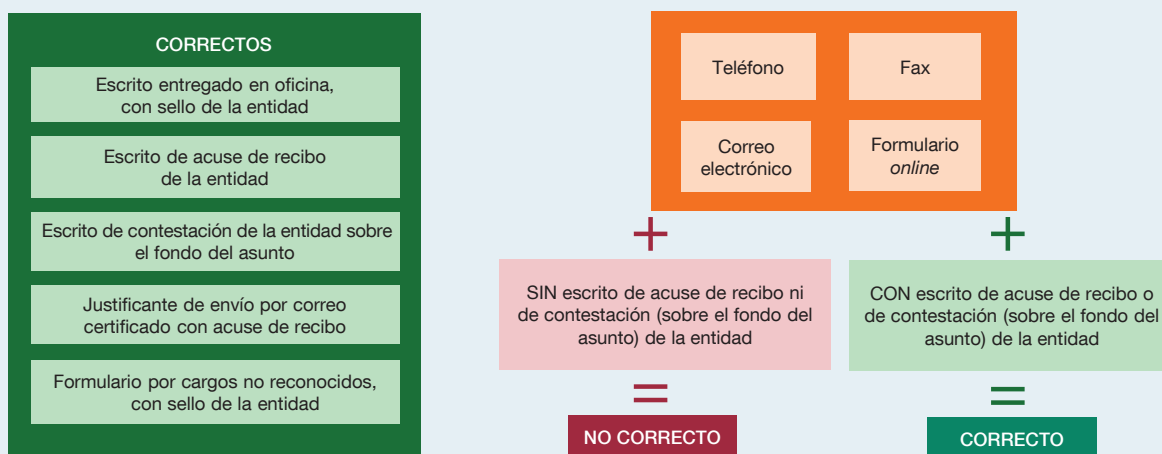 CORRECTOS
Escrito entregado en oficina,
con sello de la entidad
Escrito de acuse de recibo
de la entidad
Escrito de contestación de la entidad sobre
el fondo del asunto
Justificante de envío por correo
certificado con acuse de recibo
Formulario por cargos no reconocidos,
con sello de la entidad
Teléfono
Fax
Correo
electrónico
Formulario
online
+
+
SIN escrito de acuse de recibo ni
de contestación (sobre el fondo del
asunto) de la entidad
CON escrito de acuse de recibo o
de contestación (sobre el fondo del
asunto) de la entidad
=
=
NO CORRECTO
CORRECTO